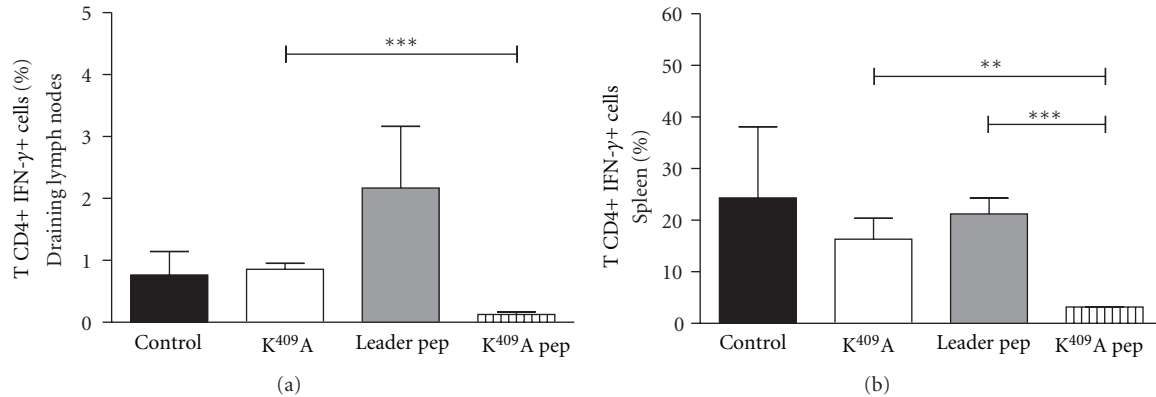 T CD4+ IFN-γ+ cells (%)
Draining lymph nodes
5
4
3
2
1
0
***
Control
K⁴⁰⁹A
Leader pep
K⁴⁰⁹A pep
(a)
T CD4+ IFN-γ+ cells (%)
Spleen (%)
60
50
40
30
20
10
0
**
***
Control
K⁴⁰⁹A
Leader pep
K⁴⁰⁹A pep
(b)